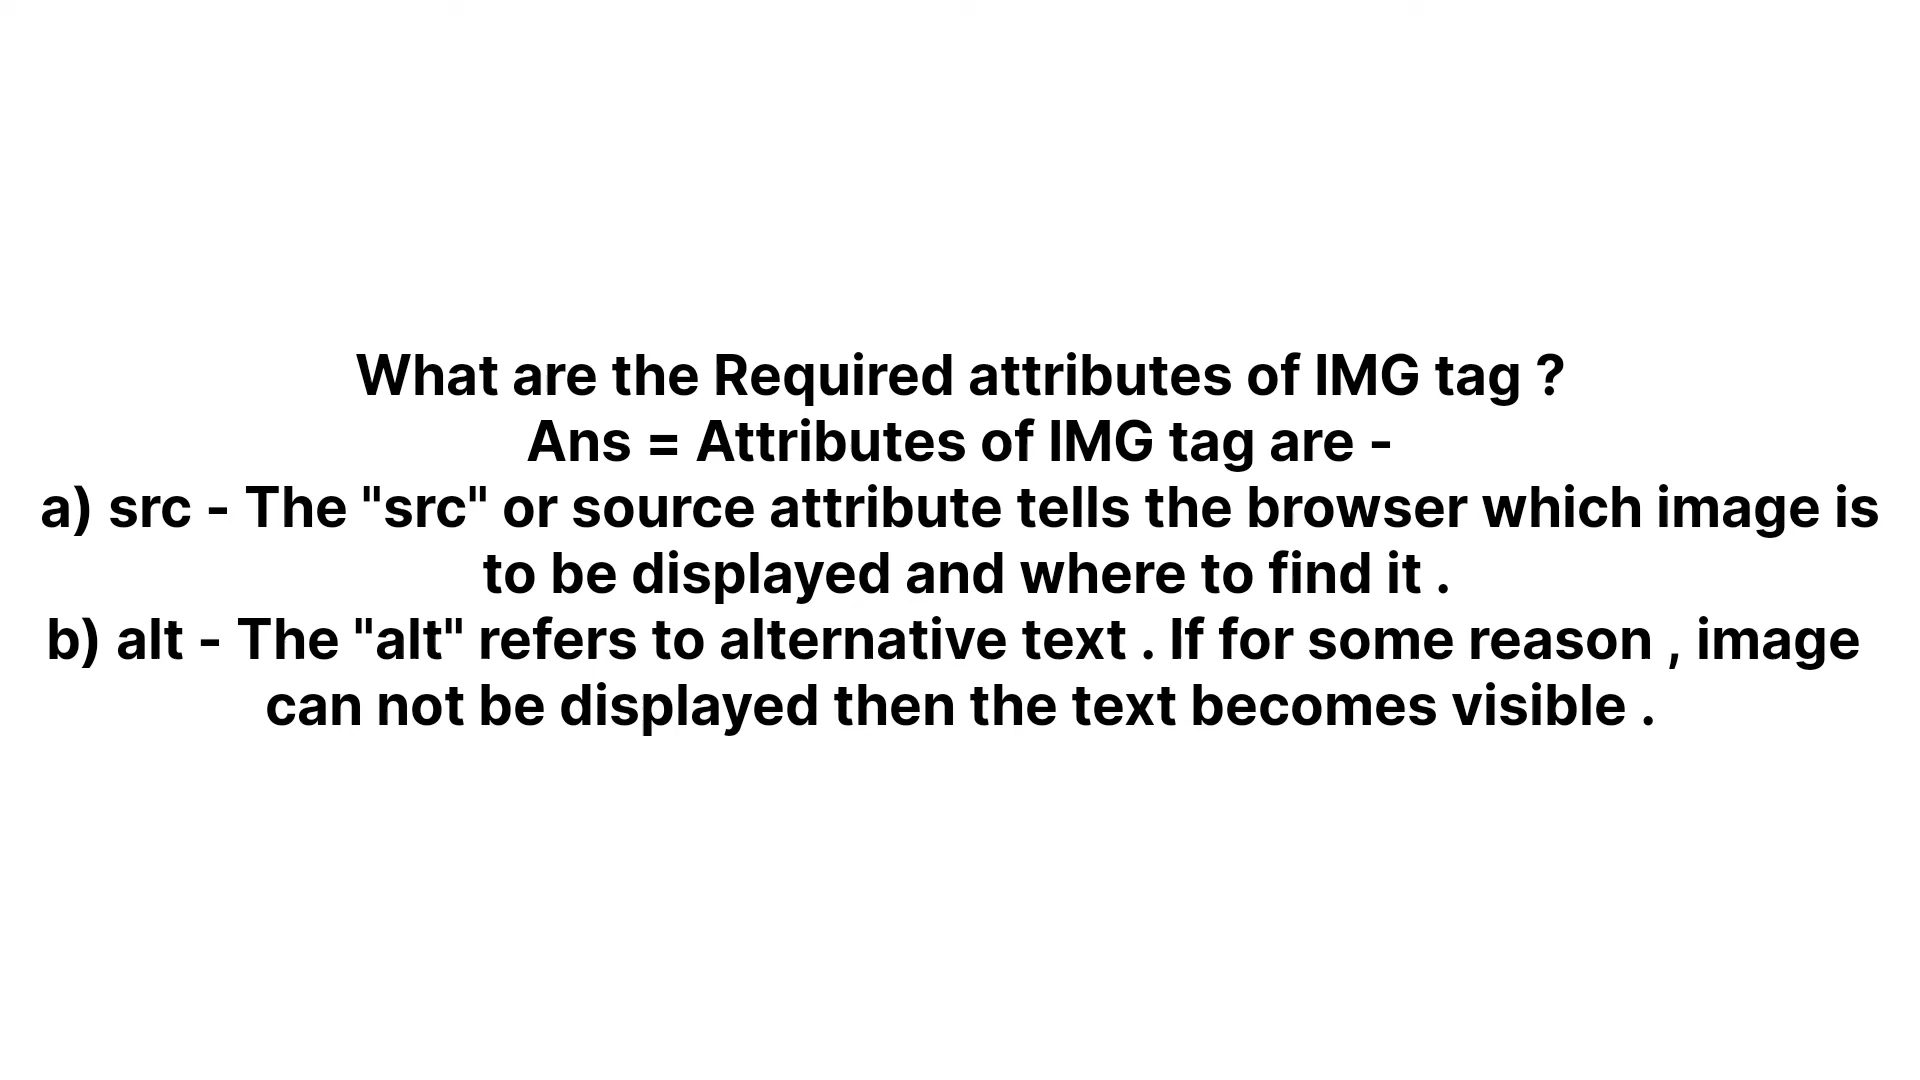 What are the Required attributes of IMG tag ?
Ans = Attributes of IMG tag are -
a) src - The "src" or source attribute tells the browser which image is
to be displayed and where to find it .
b) alt - The "alt" refers to alternative text . If for some reason , image
can not be displayed then the text becomes visible .